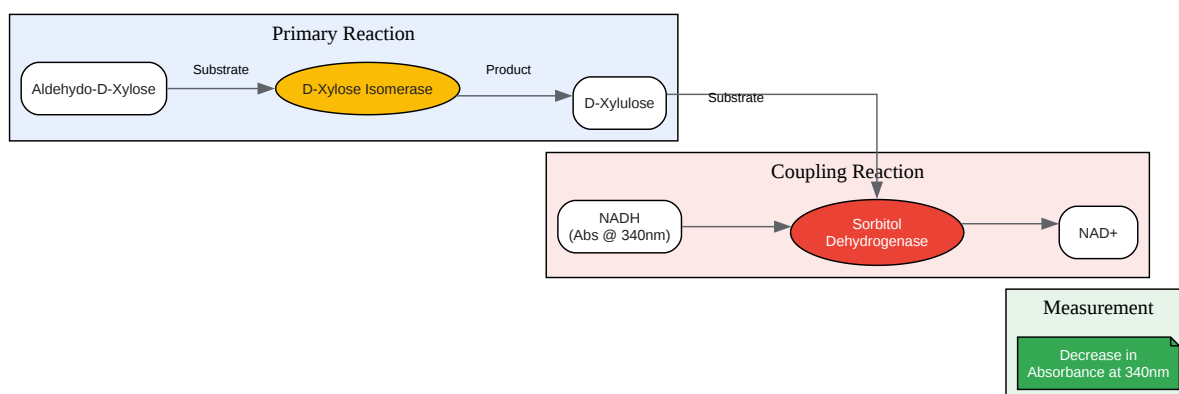 Primary Reaction
Aldehydo-D-Xylose
Substrate
D-Xylose Isomerase
Product
D-Xylulose
Substrate
Coupling Reaction
NADH
(Abs @ 340nm)
Sorbitol
Dehydrogenase
NAD+
Measurement
Decrease in
Absorbance at 340nm